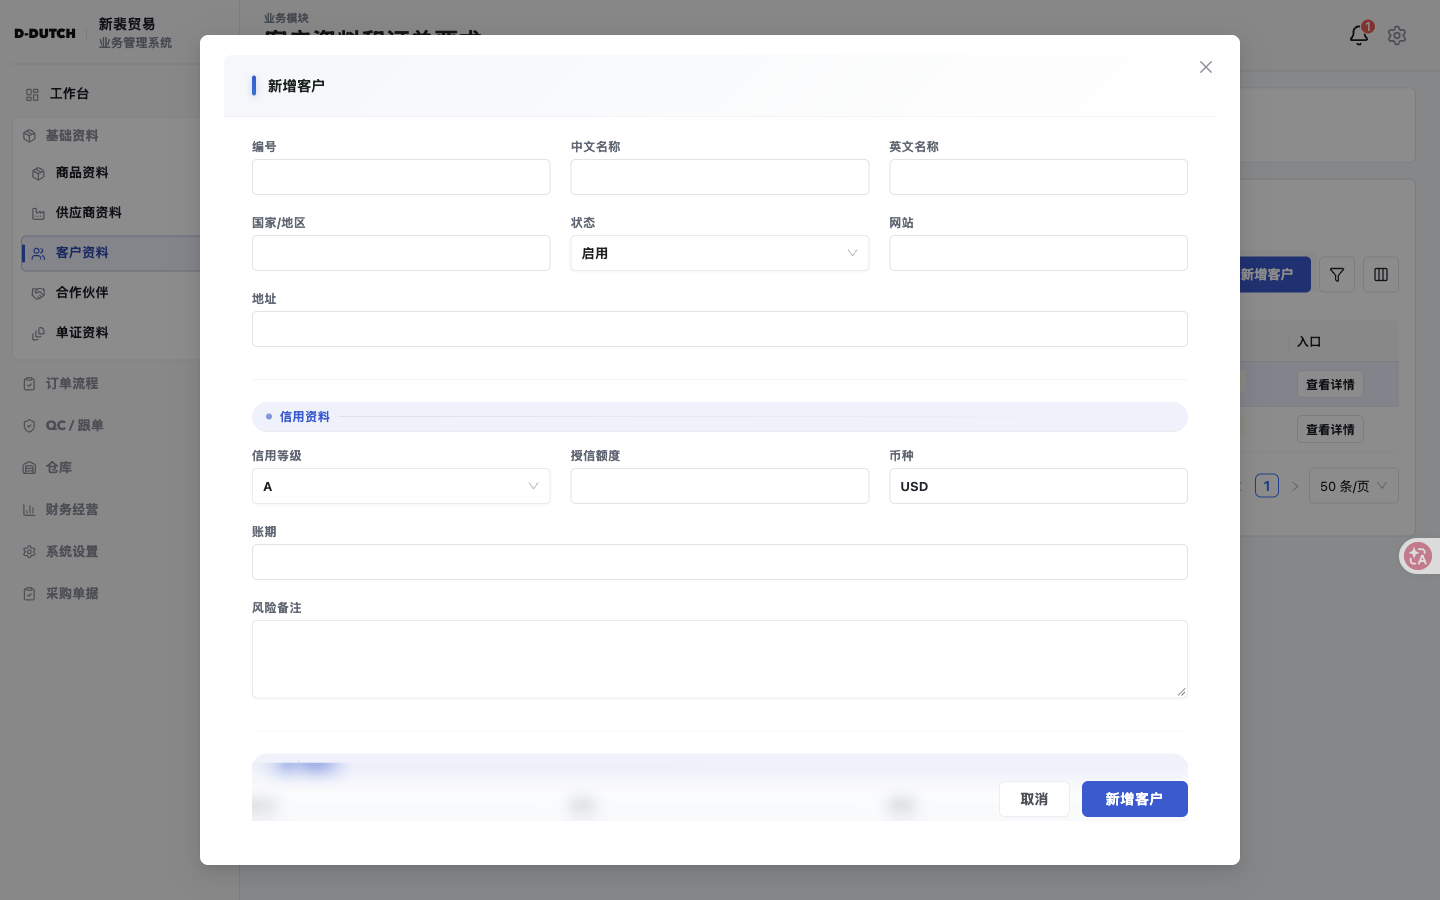 D-DUTCH
新裴贸易
业务管理系统
业务模块
1
工作台
基础资料
商品资料
供应商资料
客户资料
合作伙伴
单证资料
订单流程
QC / 跟单
仓库
财务经营
系统设置
采购单据
新增客户
编号
中文名称
英文名称
国家/地区
状态
网站
启用
地址
信用资料
信用等级
授信额度
币种
A
USD
账期
风险备注
取消
新增客户
新增客户
入口
查看详情
查看详情
1
50 条/页